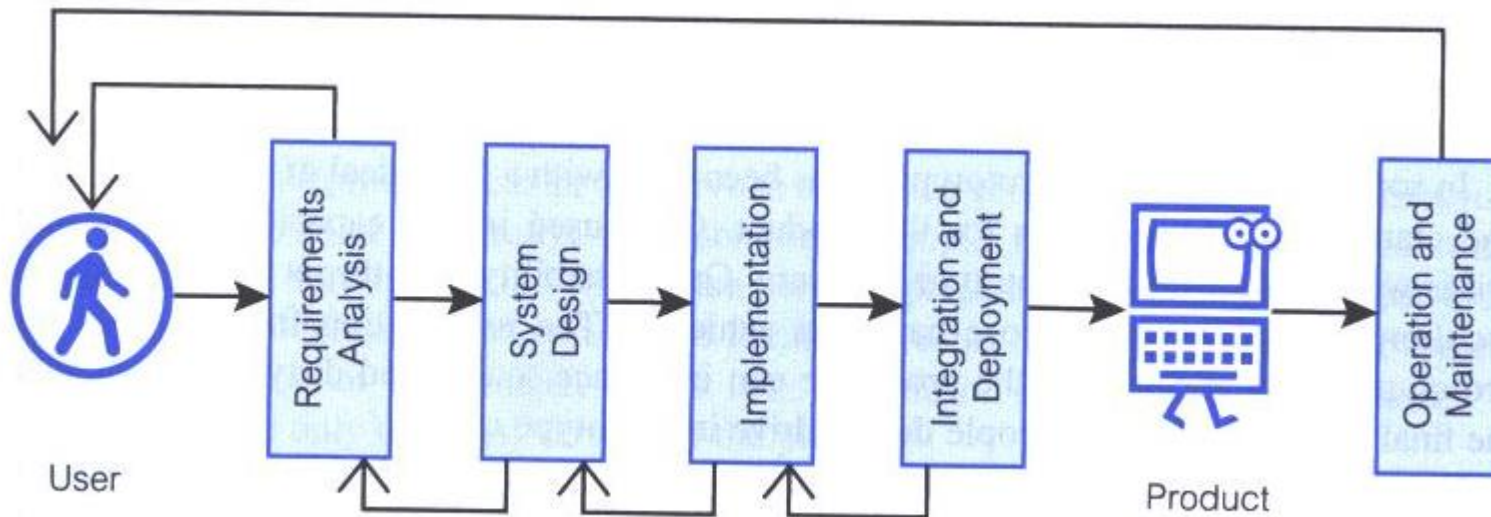 User
Requirements
Analysis
System
Design
Implementation
Integration and
Deployment
Product
Operation and
Maintenance